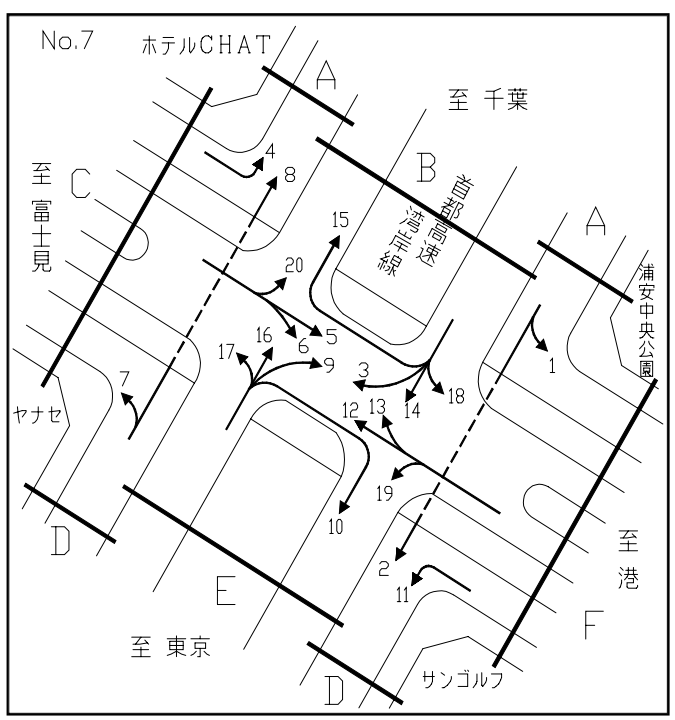 No.7
ホテルCHAT
A
至 千葉
B
首都高速
湾岸線
A
浦安中央公園
至 富士見
C
4
8
15
20
5
6
16
17
9
3
18
14
13
12
1
7
ヤナセ
19
10
2
11
D
E
至 東京
至 港
F
D
サンゴルフ